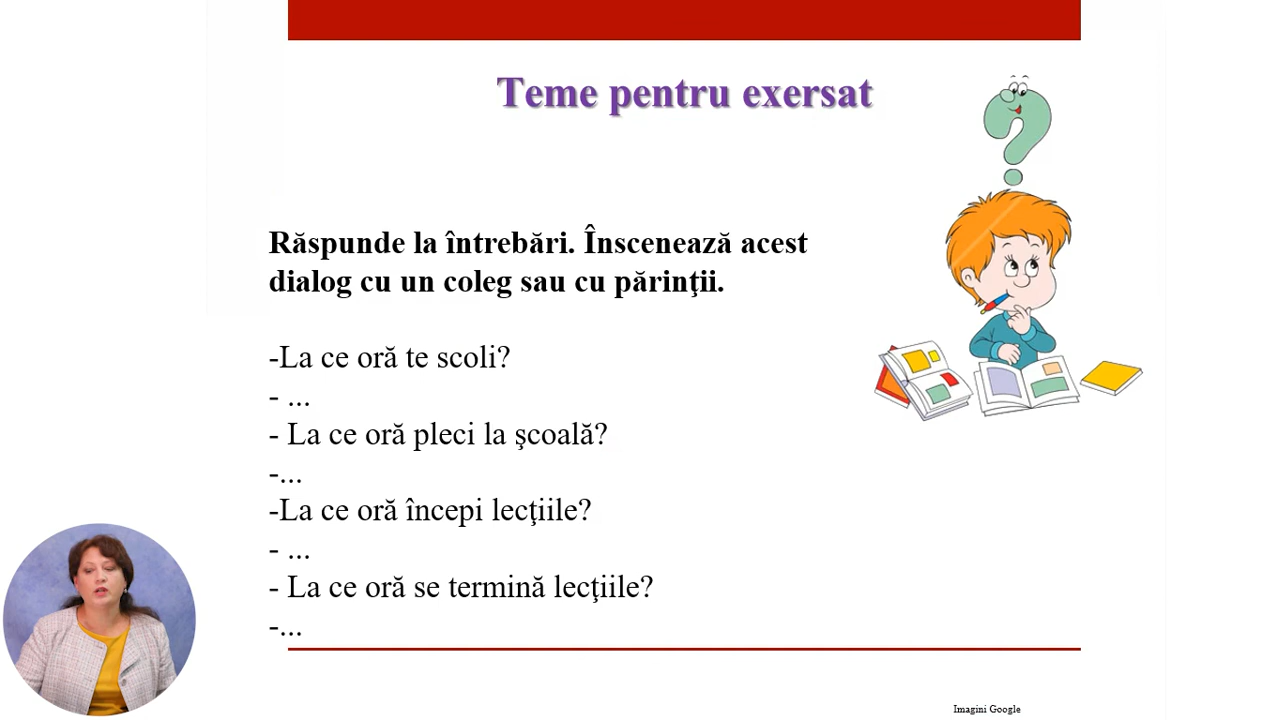 Teme pentru exersat
Răspunde la întrebări. Înscenează acest
dialog cu un coleg sau cu părinţii.
-La ce oră te scoli?
- ...
- La ce oră pleci la şcoală?
-...
-La ce oră începi lecţiile?
- ...
- La ce oră se termină lecţiile?
-...
Imagini Google